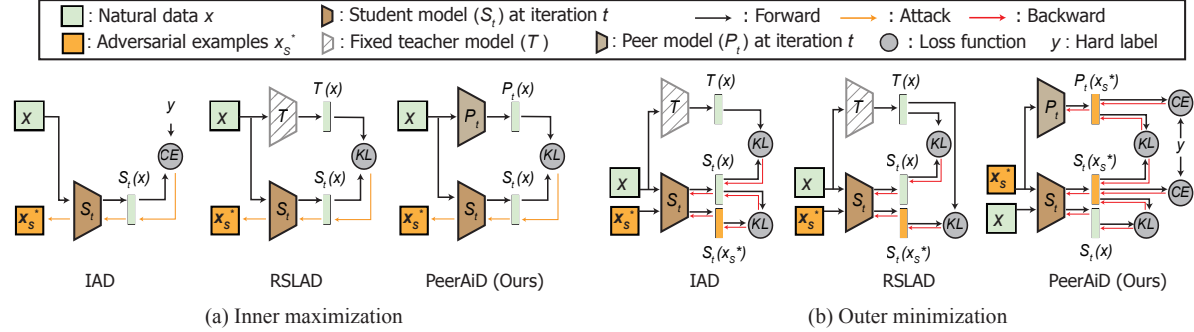 : Natural data x
: Student model (S_t) at iteration t
: Forward
: Attack
: Backward
: Adversarial examples x_S^*
: Fixed teacher model (T)
: Peer model (P_t) at iteration t
: Loss function
y : Hard label
y
x
CE
S_t(x)
x_S^*
S_t
IAD
T(x)
x
T
KL
S_t(x)
x_S^*
S_t
RSLAD
P_t(x)
x
P_t
KL
S_t(x)
x_S^*
S_t
PeerAiD (Ours)
(a) Inner maximization
T(x)
T
KL
S_t(x)
x
S_t
x_S^*
KL
S_t(x_S^*)
IAD
T(x)
T
KL
S_t(x)
x
S_t
x_S^*
KL
S_t(x_S^*)
RSLAD
P_t(x_S^*)
P_t
CE
KL
y
S_t(x_S^*)
x_S^*
S_t
CE
x
KL
S_t(x)
PeerAiD (Ours)
(b) Outer minimization